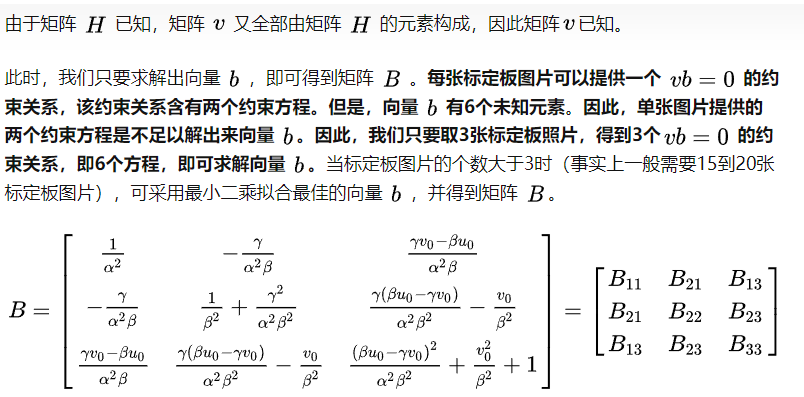 由于矩阵 H 已知，矩阵 v 又全部由矩阵 H 的元素构成，因此矩阵 v 已知。
此时，我们只要求解出向量 b ，即可得到矩阵 B 。每张标定板图片可以提供一个 vb = 0 的约
束关系，该约束关系含有两个约束方程。但是，向量 b 有6个未知元素。因此，单张图片提供的
两个约束方程是不足以解出来向量 b。因此，我们只要取3张标定板照片，得到3个 vb = 0 的约
束关系，即6个方程，即可求解向量 b。当标定板图片的个数大于3时（事实上一般需要15到20张
标定板图片），可采用最小二乘拟合最佳的向量 b ，并得到矩阵 B。
B = \begin{bmatrix} \frac{1}{\alpha^2} & -\frac{\gamma}{\alpha^2\beta} & \frac{\gamma v_0-\beta u_0}{\alpha^2\beta} \\ -\frac{\gamma}{\alpha^2\beta} & \frac{1}{\beta^2}+\frac{\gamma^2}{\alpha^2\beta^2} & \frac{\gamma(\beta u_0-\gamma v_0)}{\alpha^2\beta^2}-\frac{v_0}{\beta^2} \\ \frac{\gamma v_0-\beta u_0}{\alpha^2\beta} & \frac{\gamma(\beta u_0-\gamma v_0)}{\alpha^2\beta^2}-\frac{v_0}{\beta^2} & \frac{(\beta u_0-\gamma v_0)^2}{\alpha^2\beta^2}+\frac{v_0^2}{\beta^2}+1 \end{bmatrix} = \begin{bmatrix} B_{11} & B_{21} & B_{13} \\ B_{21} & B_{22} & B_{23} \\ B_{13} & B_{23} & B_{33} \end{bmatrix}